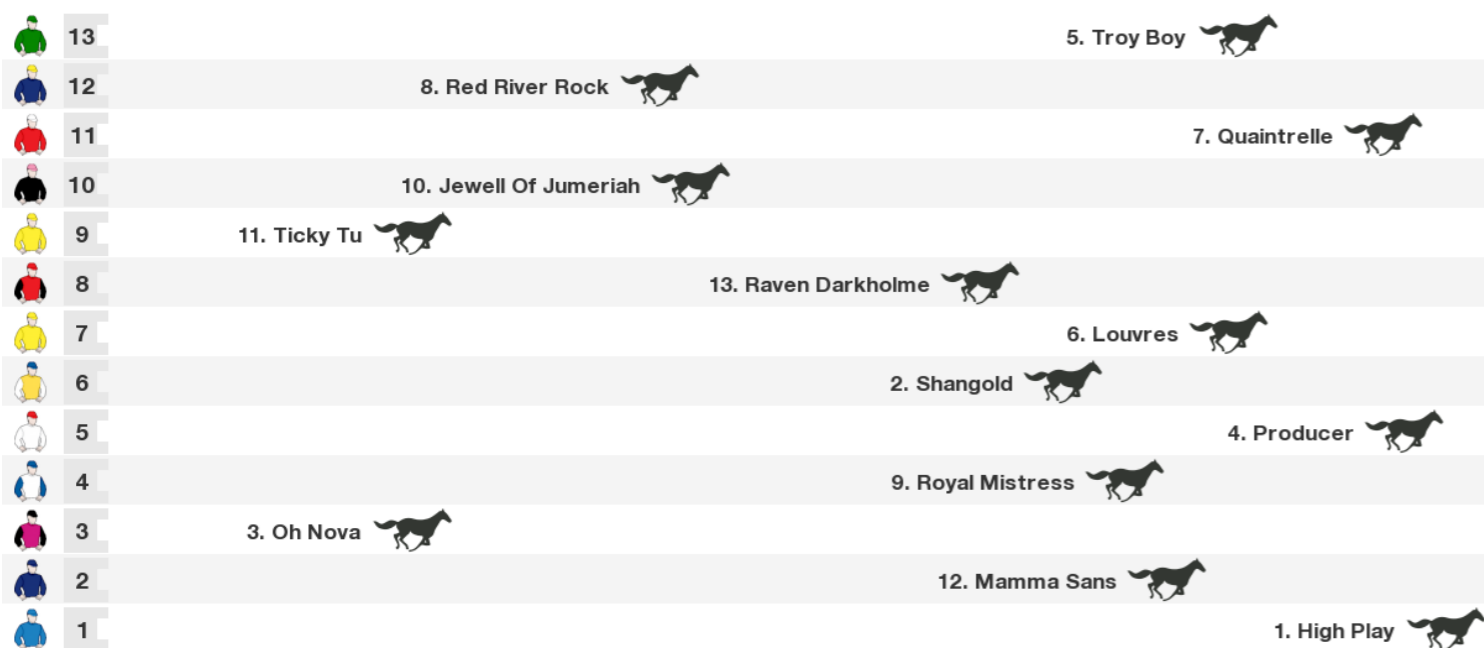 13 5. Troy Boy
12 8. Red River Rock
11 7. Quaintrelle
10 10. Jewell Of Jumeriah
9 11. Ticky Tu
8 13. Raven Darkholme
7 6. Louvres
6 2. Shangold
5 4. Producer
4 9. Royal Mistress
3 3. Oh Nova
2 12. Mamma Sans
1 1. High Play